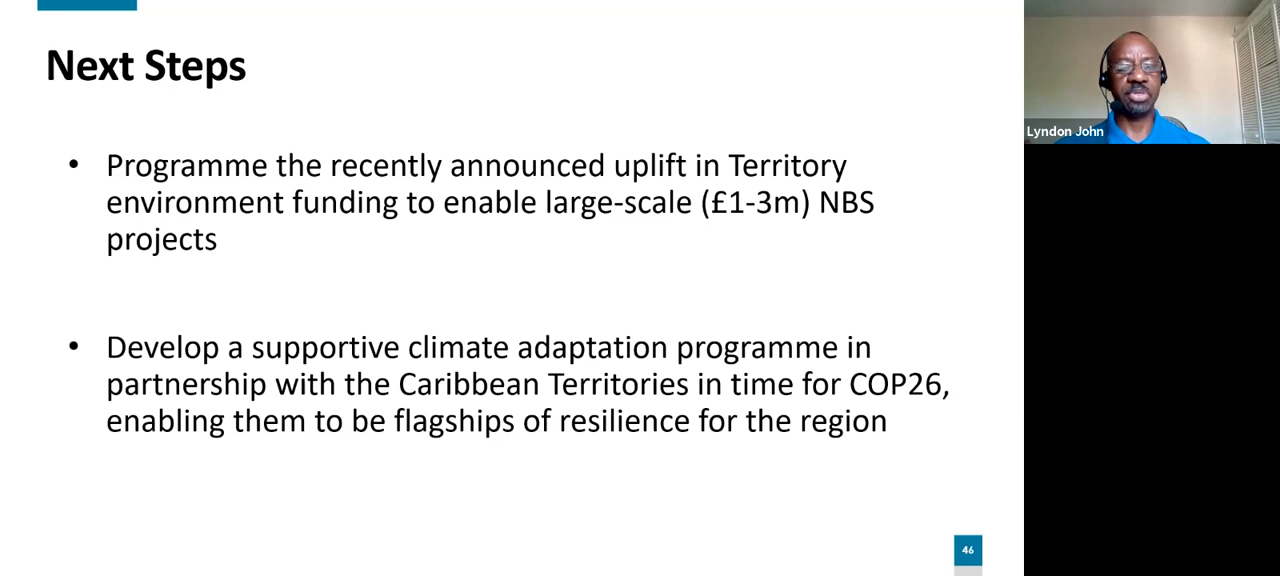 Next Steps
• Programme the recently announced uplift in Territory
environment funding to enable large-scale (£1-3m) NBS
projects
• Develop a supportive climate adaptation programme in
partnership with the Caribbean Territories in time for COP26,
enabling them to be flagships of resilience for the region
46
Lyndon John